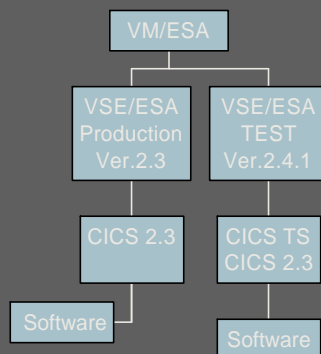 VM/ESA
VSE/ESA
Production
Ver.2.3
VSE/ESA
TEST
Ver.2.4.1
CICS 2.3
CICS TS
CICS 2.3
Software
Software